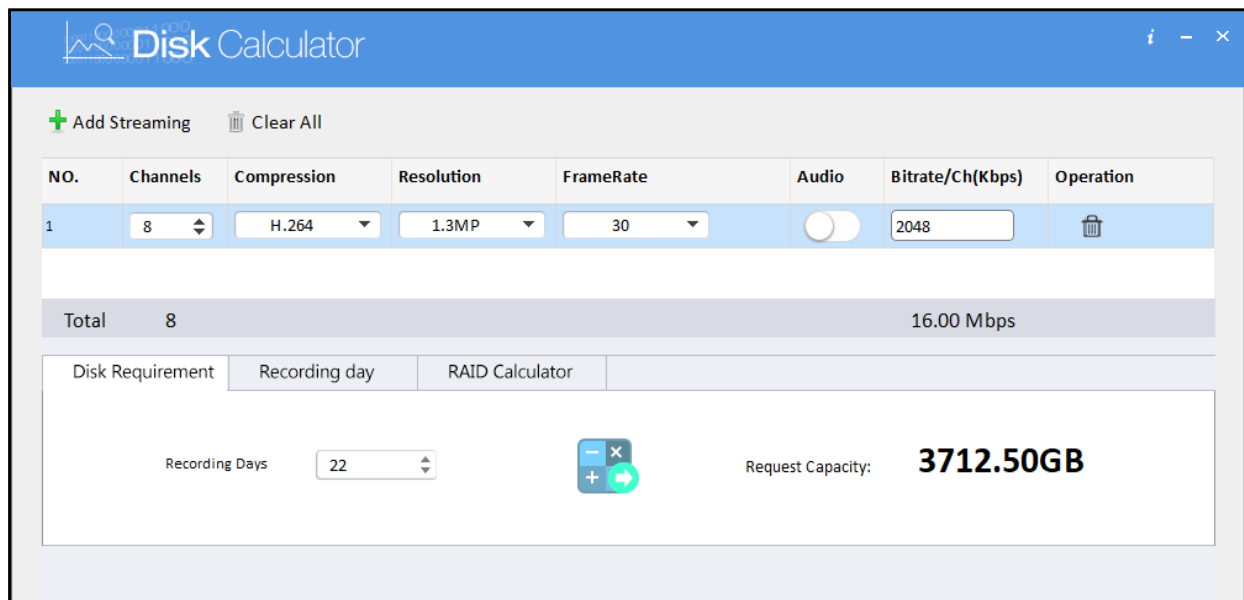 Disk Calculator
i
Add Streaming Clear All
NO. Channels Compression Resolution FrameRate Audio Bitrate/Ch(Kbps) Operation
1 8 H.264 1.3MP 30 2048
Total 8 16.00 Mbps
Disk Requirement Recording day RAID Calculator
Recording Days 22 Request Capacity: 3712.50GB